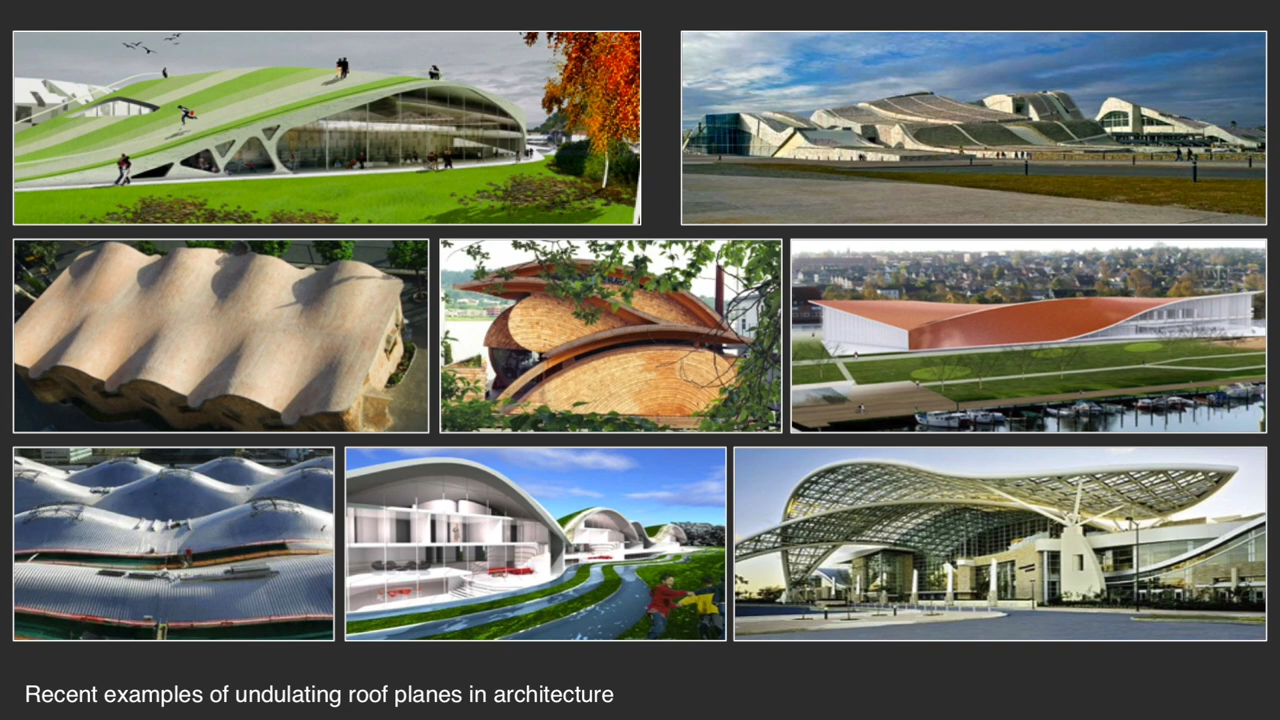 Recent examples of undulating roof planes in architecture